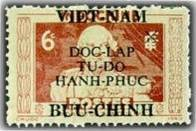 VIET-NAM
6
DOC-LAP
TU-DO
HANH-PHUC
BUU-CHINH